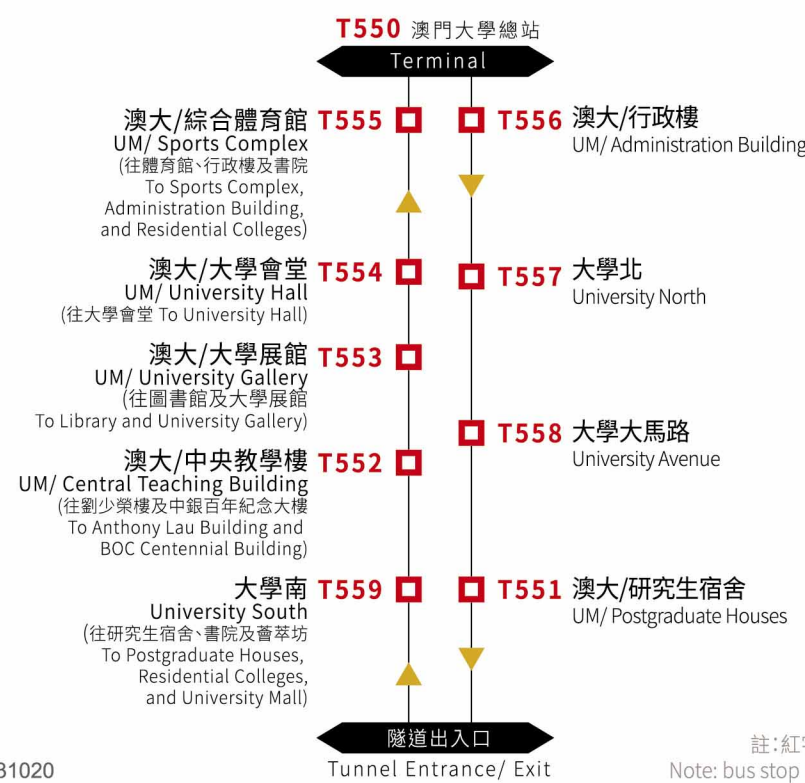 T550 澳門大學總站
Terminal
澳大/綜合體育館 T555
UM/ Sports Complex
(往體育館、行政樓及書院
To Sports Complex,
Administration Building,
and Residential Colleges)
T556 澳大/行政樓
UM/ Administration Building
澳大/大學會堂 T554
UM/ University Hall
(往大學會堂 To University Hall)
T557 大學北
University North
澳大/大學展館 T553
UM/ University Gallery
(往圖書館及大學展館
To Library and University Gallery)
T558 大學大馬路
University Avenue
澳大/中央教學樓 T552
UM/ Central Teaching Building
(往劉少榮樓及中銀百年紀念大樓
To Anthony Lau Building and
BOC Centennial Building)
大學南 T559
University South
(往研究生宿舍、書院及薈萃坊
To Postgraduate Houses,
Residential Colleges,
and University Mall)
T551 澳大/研究生宿舍
UM/ Postgraduate Houses
隧道出入口
Tunnel Entrance/ Exit
31020
註:紅字
Note: bus stop